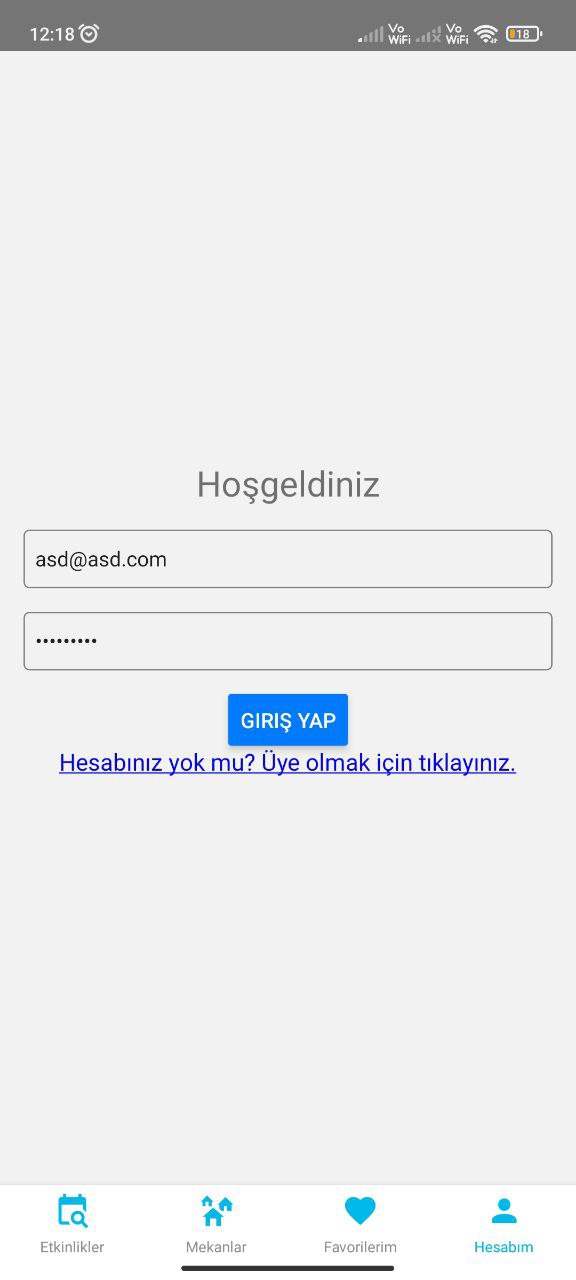 12:18
Vo WiFi Vo WiFi 18
Hoşgeldiniz
asd@asd.com
•••••••••
GIRIŞ YAP
Hesabınız yok mu? Üye olmak için tıklayınız.
Etkinlikler Mekanlar Favorilerim Hesabım